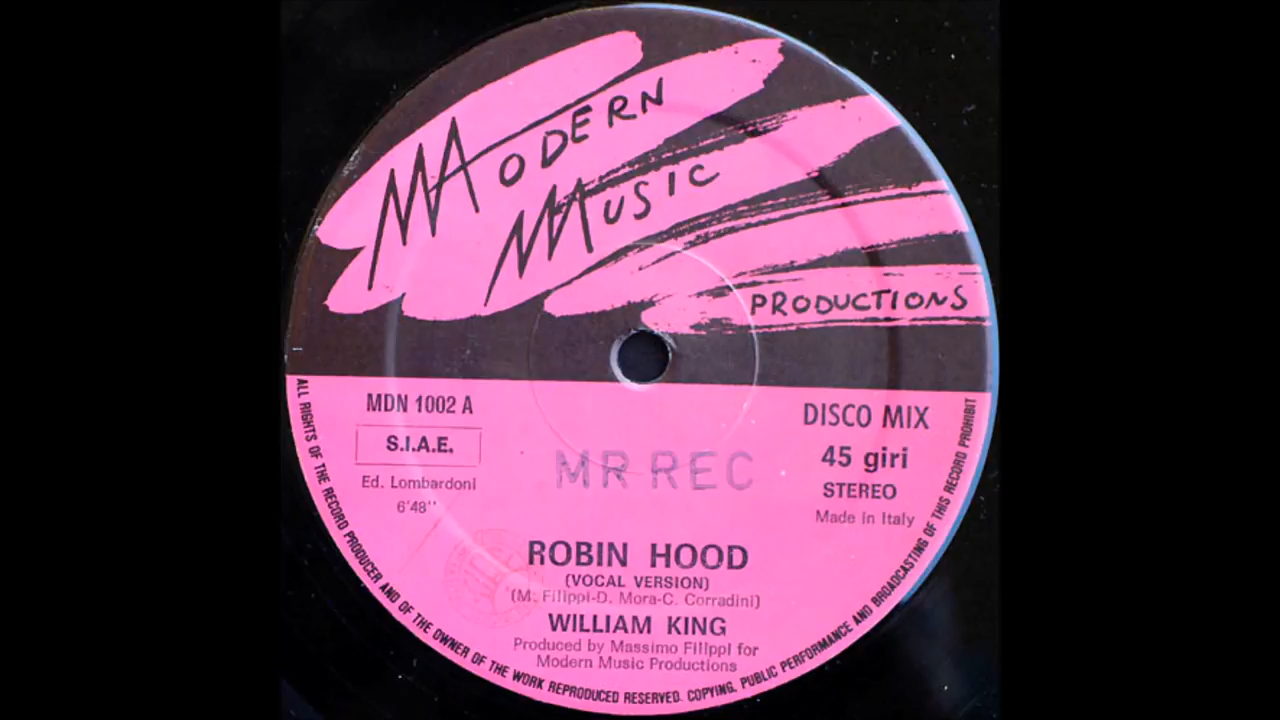 MODERN
MUSIC
PRODUCTIONS
MDN 1002 A
S.I.A.E.
Ed. Lombardoni
6'48''
DISCO MIX
45 giri
STEREO
Made in Italy
MR REC
ROBIN HOOD
(VOCAL VERSION)
(M. Filippi-D. Mora-C. Corradini)
WILLIAM KING
Produced by Massimo Filippi for
Modern Music Productions
ALL RIGHTS OF THE RECORD PRODUCER AND OF THE OWNER OF THE WORK REPRODUCED RESERVED. COPYING, PUBLIC PERFORMANCE AND BROADCASTING OF THIS RECORD PROHIBIT